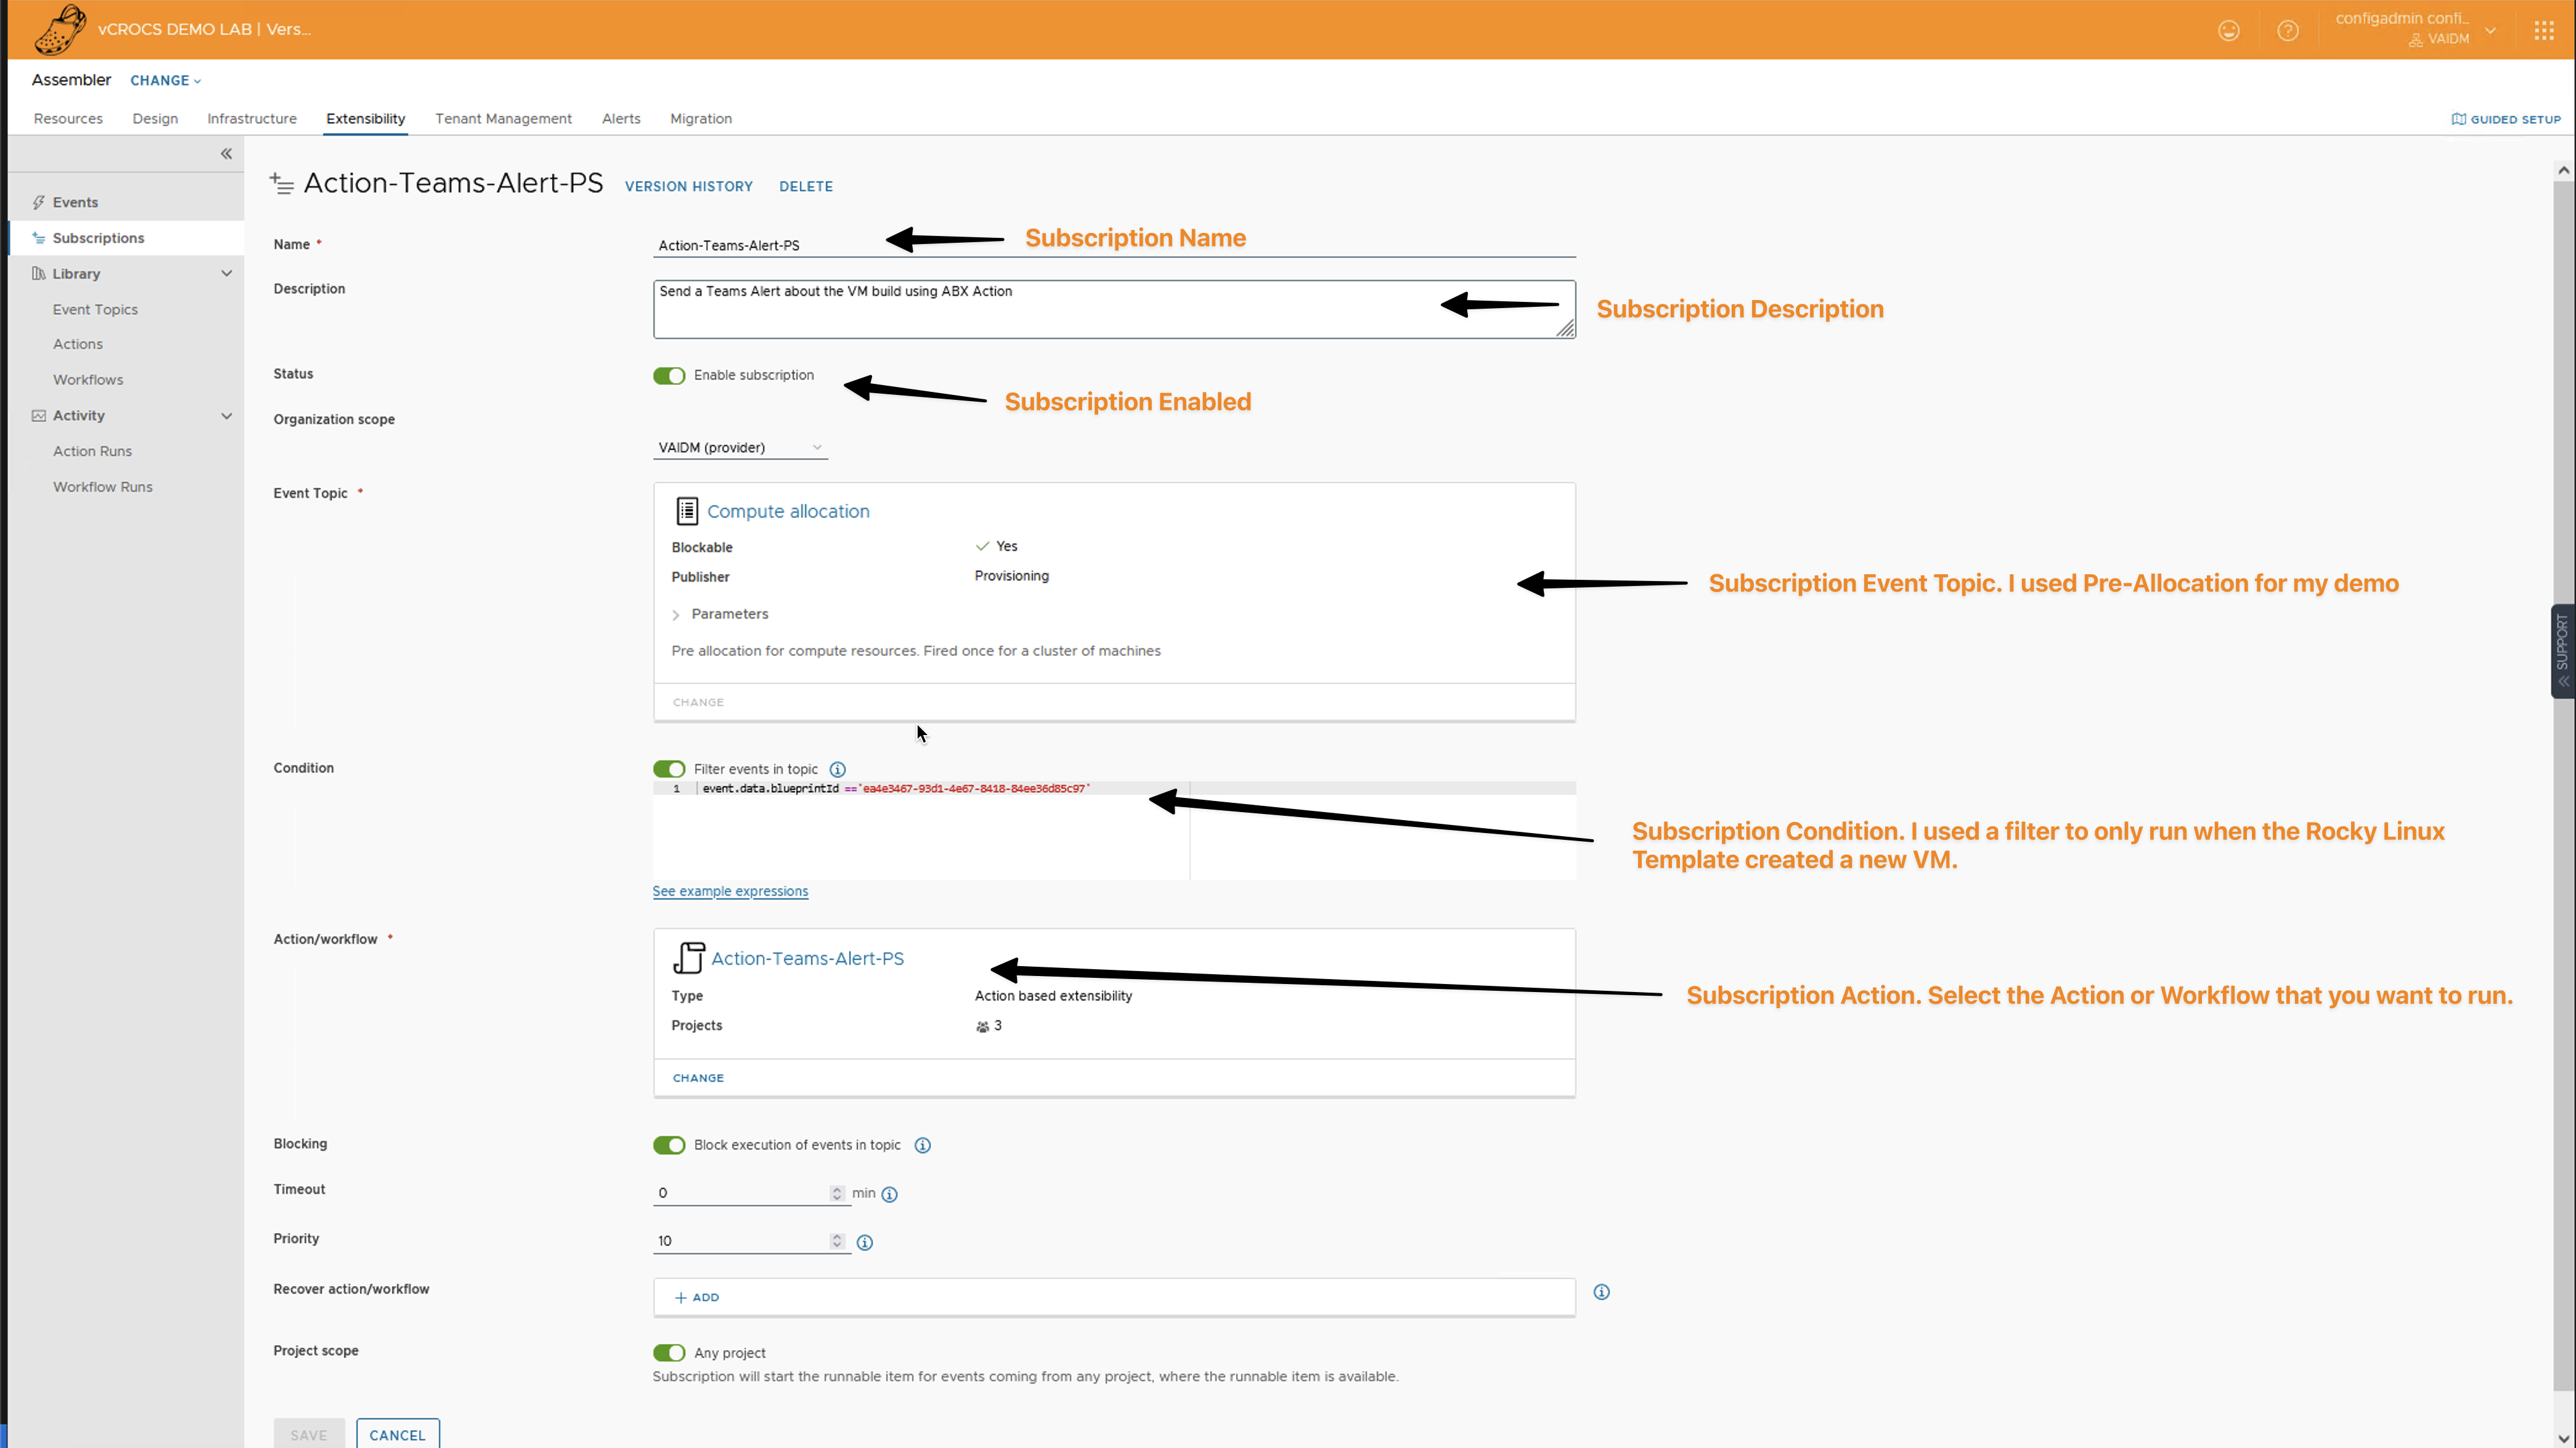 vCROCS DEMO LAB | Vers...
configadmin confi...
VAIDM
Assembler CHANGE
Resources Design Infrastructure Extensibility Tenant Management Alerts Migration
GUIDED SETUP
Events
Subscriptions
Library
Event Topics
Actions
Workflows
Activity
Action Runs
Workflow Runs
Action-Teams-Alert-PS VERSION HISTORY DELETE
Name * Action-Teams-Alert-PS
Subscription Name
Description Send a Teams Alert about the VM build using ABX Action
Subscription Description
Status Enable subscription
Subscription Enabled
Organization scope
VAIDM (provider)
Event Topic *
Compute allocation
Blockable Yes
Publisher Provisioning
Subscription Event Topic. I used Pre-Allocation for my demo
Parameters
Pre allocation for compute resources. Fired once for a cluster of machines
CHANGE
SUPPORT
Condition Filter events in topic
1 event.data.blueprintId =='ea4e3467-93d1-4e67-8418-84ee36d85c97'
Subscription Condition. I used a filter to only run when the Rocky Linux
Template created a new VM.
See example expressions
Action/workflow *
Action-Teams-Alert-PS
Type Action based extensibility
Subscription Action. Select the Action or Workflow that you want to run.
Projects 3
CHANGE
Blocking Block execution of events in topic
Timeout 0 min
Priority 10
Recover action/workflow + ADD
Project scope Any project
Subscription will start the runnable item for events coming from any project, where the runnable item is available.
SAVE CANCEL